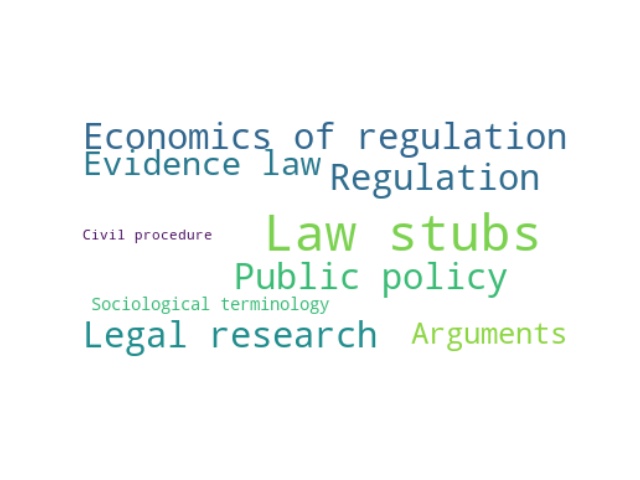 Economics of regulation
Evidence law
Regulation
Law stubs
Civil procedure
Public policy
Sociological terminology
Legal research
Arguments